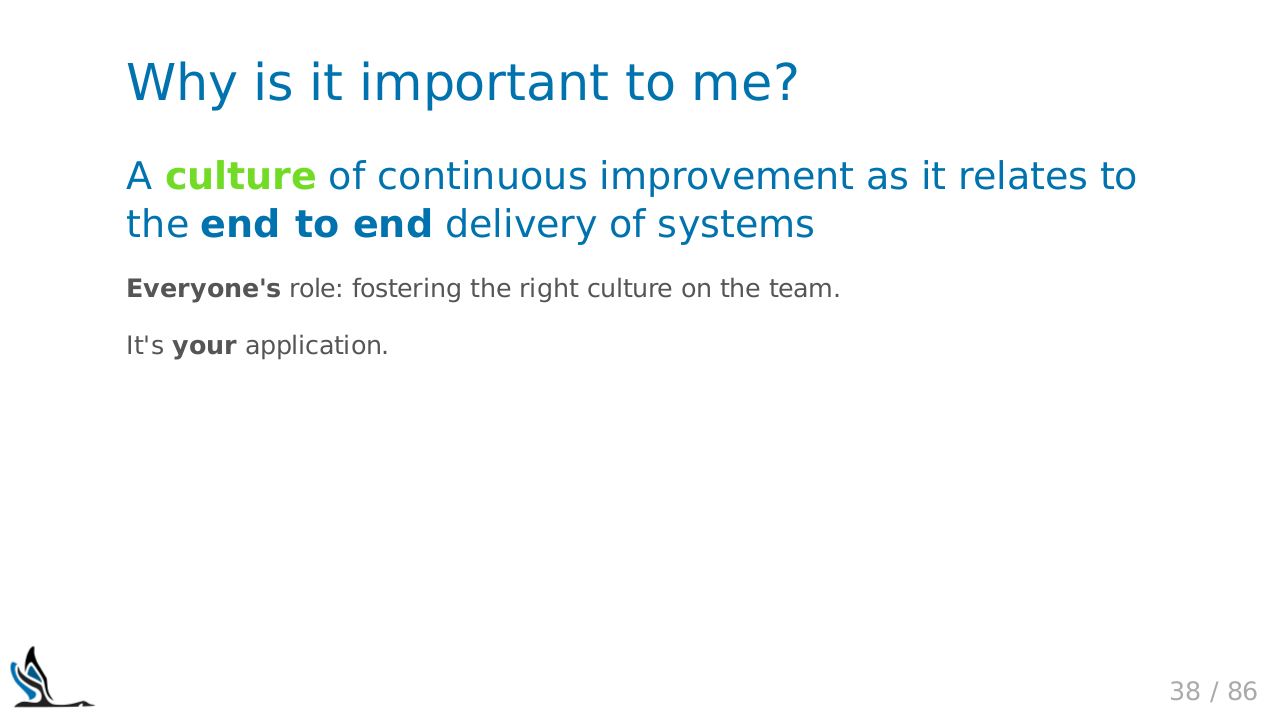 Why is it important to me?
A culture of continuous improvement as it relates to
the end to end delivery of systems
Everyone's role: fostering the right culture on the team.
It's your application.
38 / 86